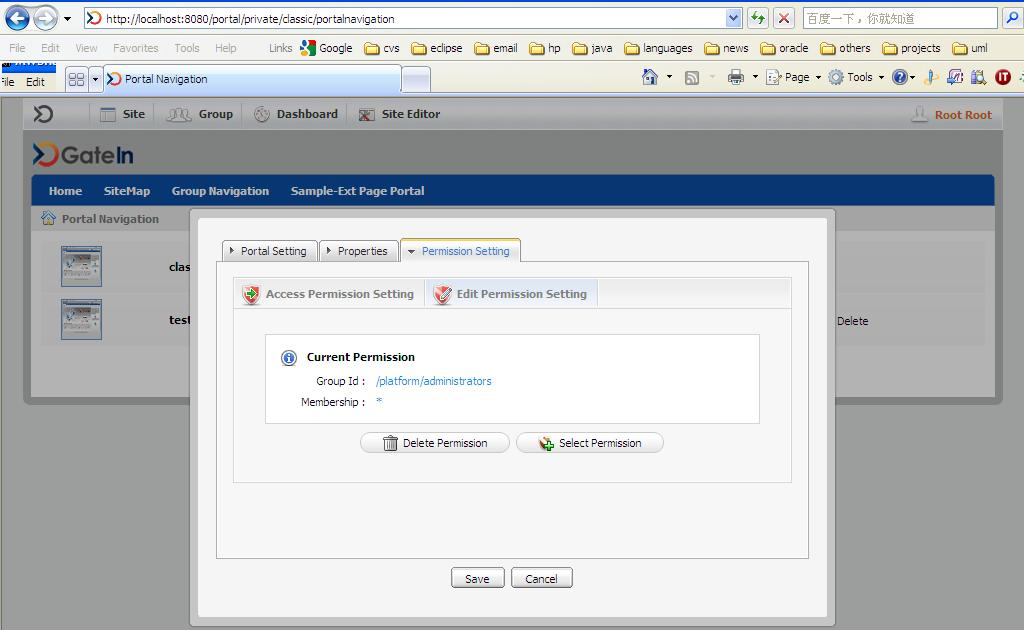 http://localhost:8080/portal/private/classic/portalnavigation
百度一下，你就知道
File Edit View Favorites Tools Help Links Google cvs eclipse email hp java languages news oracle others projects uml
ile Edit Portal Navigation Page Tools
Site Group Dashboard Site Editor Root Root
GateIn
Home SiteMap Group Navigation Sample-Ext Page Portal
Portal Navigation
Portal Setting Properties Permission Setting
clas
Access Permission Setting Edit Permission Setting
test
Delete
Current Permission
Group Id : /platform/administrators
Membership : *
Delete Permission Select Permission
Save Cancel